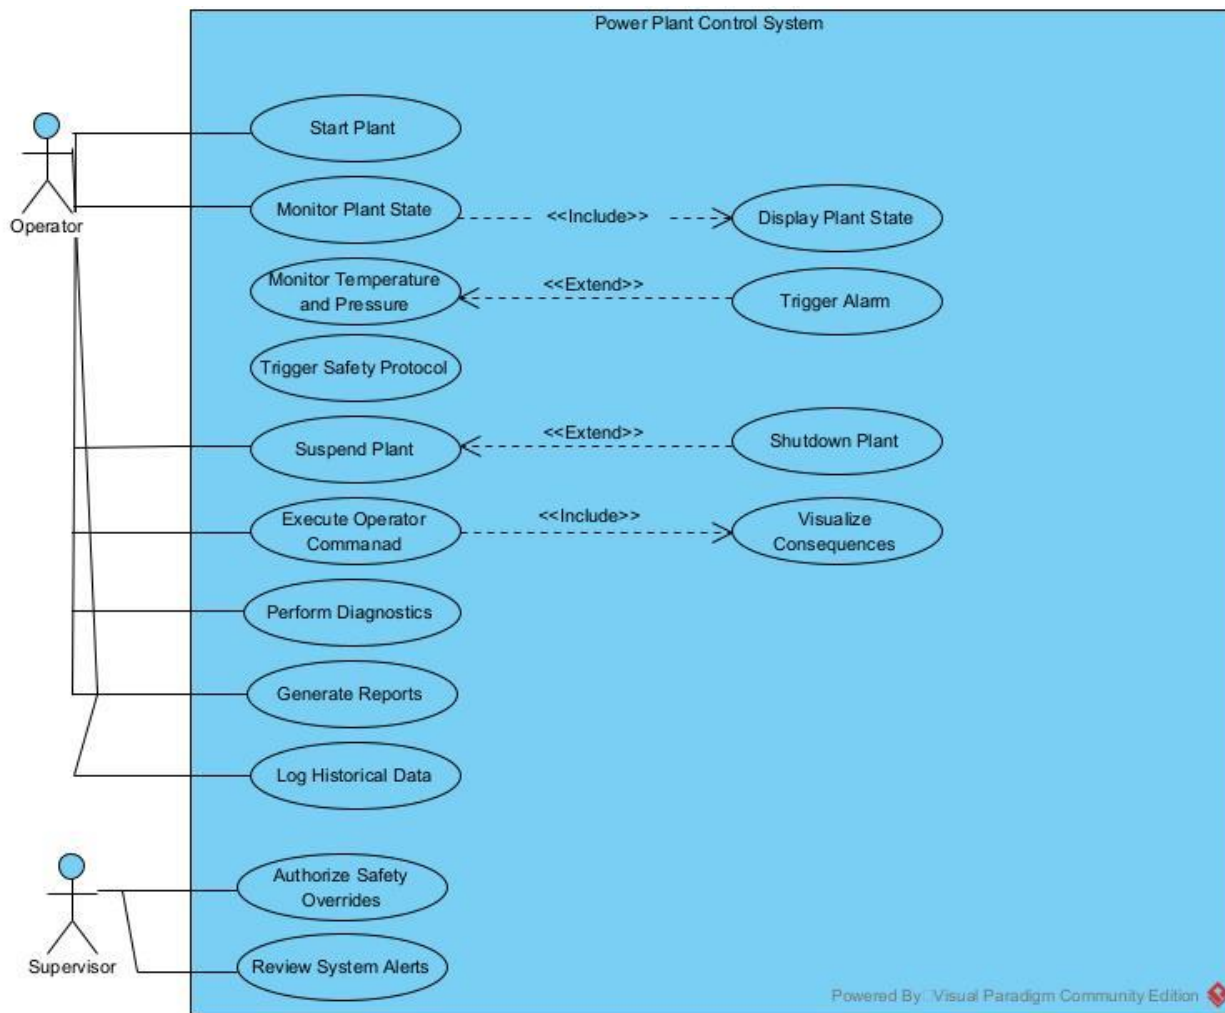 Power Plant Control System
Start Plant
Operator
Monitor Plant State
<<Include>>
Display Plant State
Monitor Temperature
and Pressure
<<Extend>>
Trigger Alarm
Trigger Safety Protocol
Suspend Plant
<<Extend>>
Shutdown Plant
Execute Operator
Commanad
<<Include>>
Visualize
Consequences
Perform Diagnostics
Generate Reports
Log Historical Data
Authorize Safety
Overrides
Supervisor
Review System Alerts
Powered By Visual Paradigm Community Edition